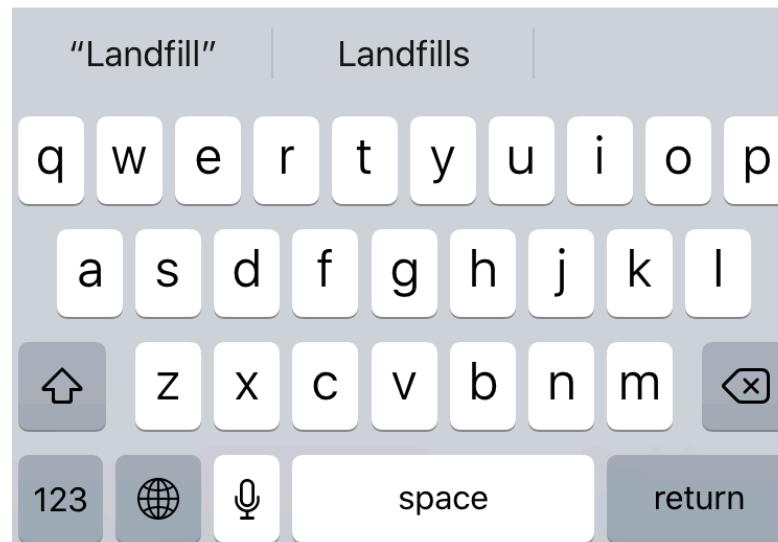 “Landfill” Landfills
q w e r t y u i o p
a s d f g h j k l
z x c v b n m
123 space return